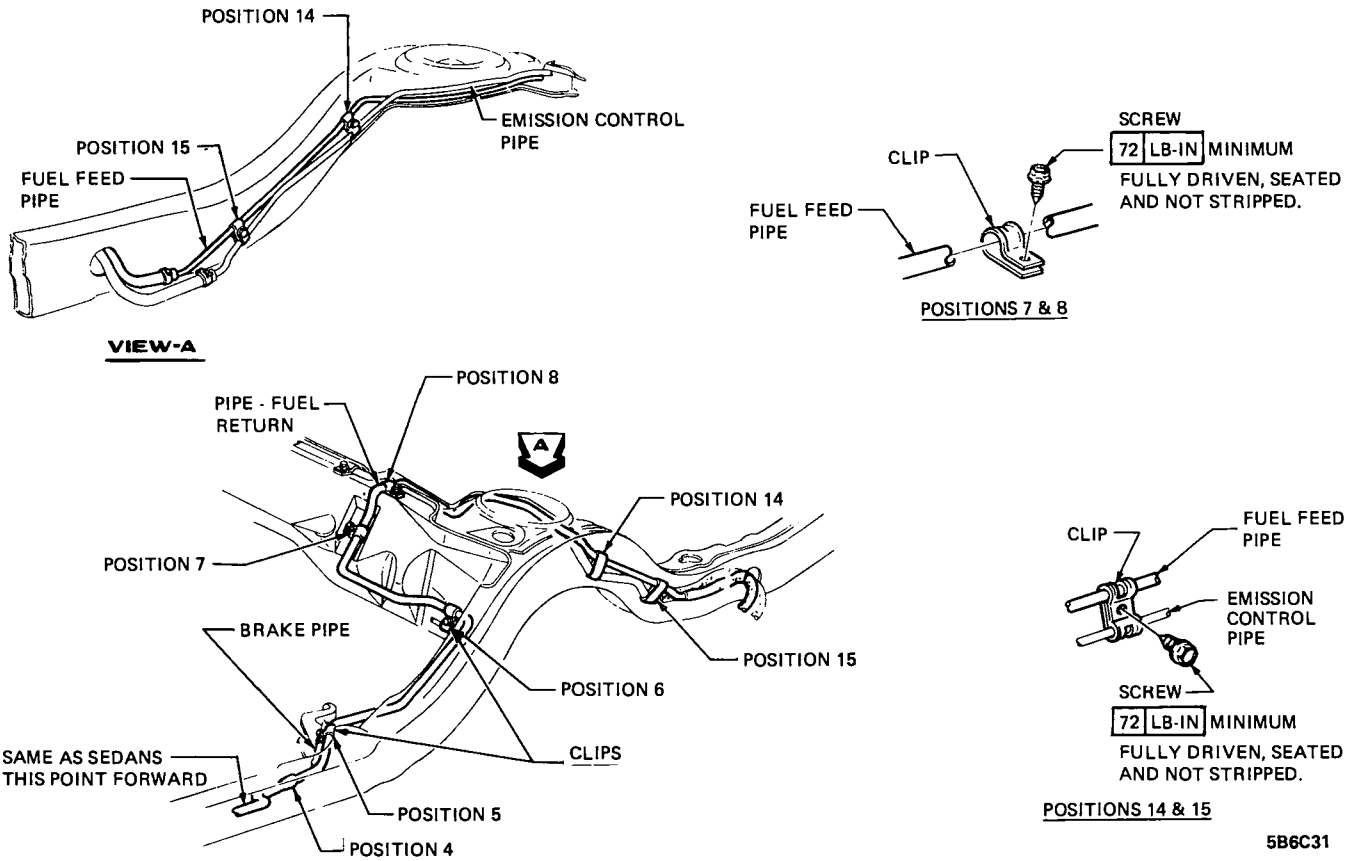 POSITION 14
EMISSION CONTROL
PIPE
POSITION 15
FUEL FEED
PIPE
VIEW-A
SCREW
72 LB-IN MINIMUM
FULLY DRIVEN, SEATED
AND NOT STRIPPED.
CLIP
FUEL FEED
PIPE
POSITIONS 7 & 8
POSITION 8
PIPE - FUEL
RETURN
A
POSITION 14
POSITION 7
BRAKE PIPE
POSITION 15
POSITION 6
CLIPS
SAME AS SEDANS
THIS POINT FORWARD
POSITION 5
POSITION 4
CLIP
FUEL FEED
PIPE
EMISSION
CONTROL
PIPE
SCREW
72 LB-IN MINIMUM
FULLY DRIVEN, SEATED
AND NOT STRIPPED.
POSITIONS 14 & 15
5B6C31